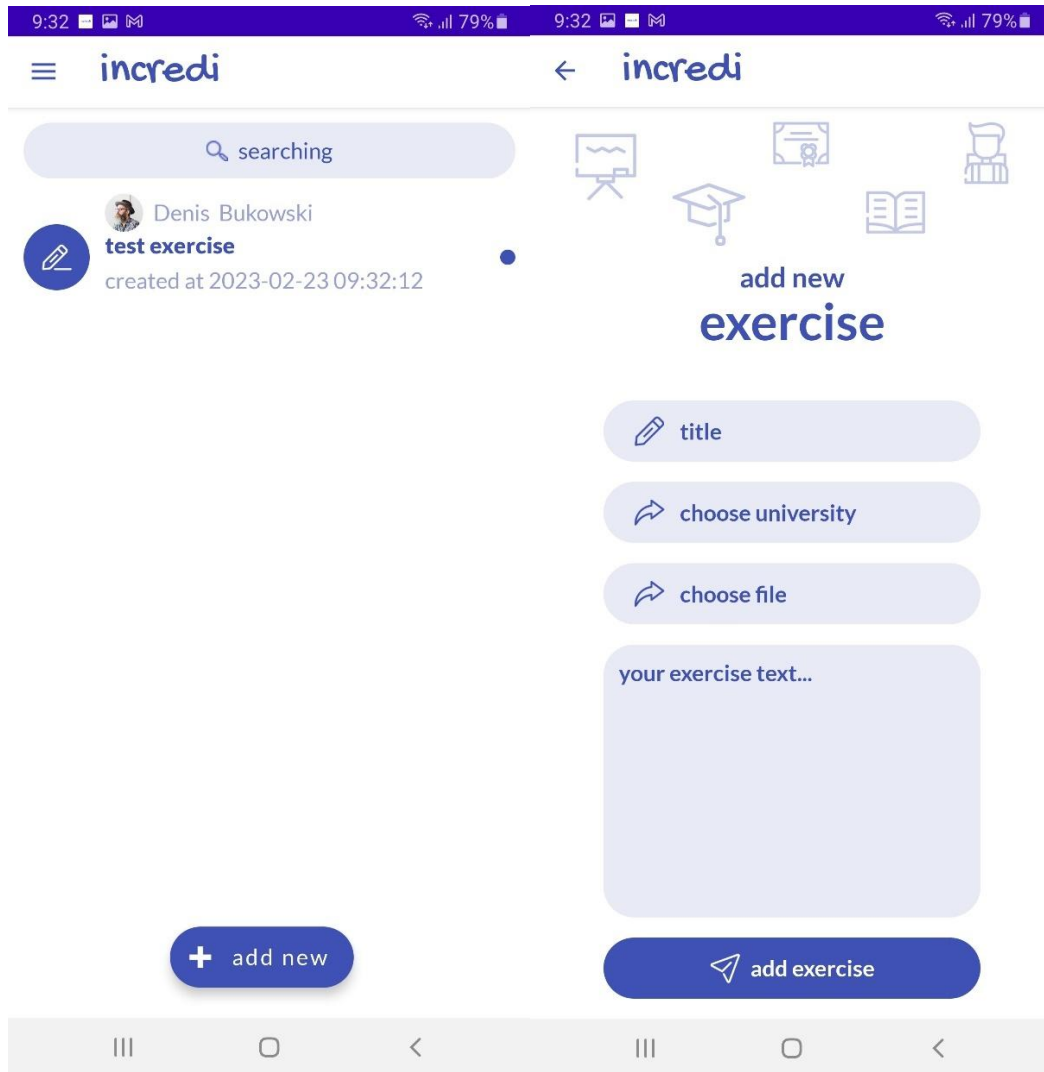 9:32
79%
incredi
searching
Denis Bukowski
test exercise
created at 2023-02-23 09:32:12
add new
9:32
79%
incredi
add new
exercise
title
choose university
choose file
your exercise text...
add exercise